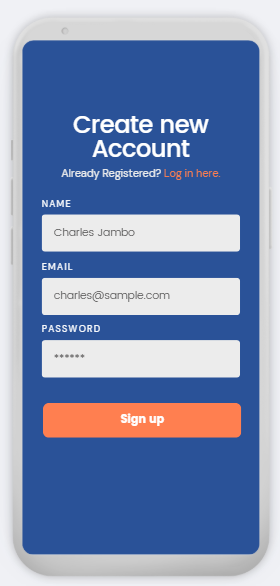 Create new
Account
Already Registered? Log in here.
NAME
Charles Jambo
EMAIL
charles@sample.com
PASSWORD
******
Sign up